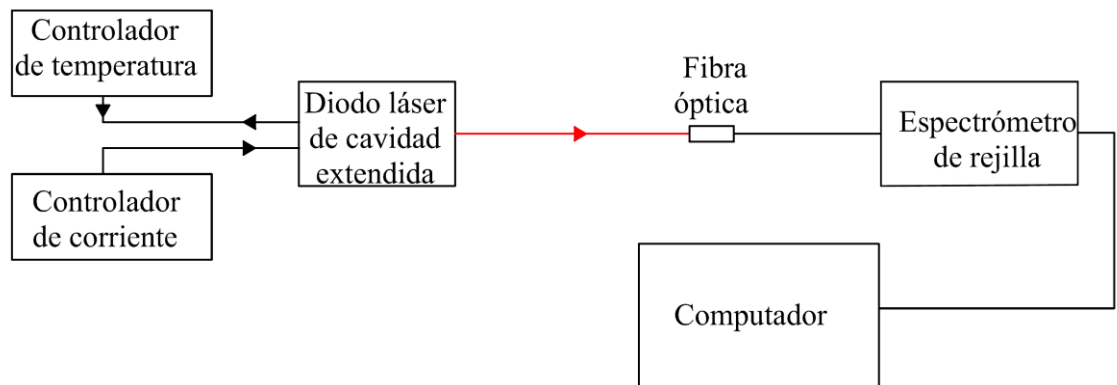 Controlador
de temperatura
Diodo láser
de cavidad
extendida
Fibra
óptica
Espectrómetro
de rejilla
Controlador
de corriente
Computador